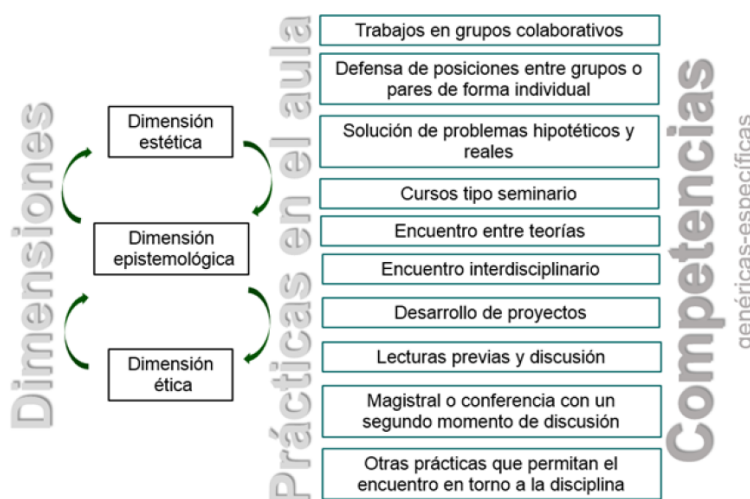 Dimensiones
Dimensión
estética
Dimensión
epistemológica
Dimensión
ética
Prácticas en el aula
Trabajos en grupos colaborativos
Defensa de posiciones entre grupos o
pares de forma individual
Solución de problemas hipotéticos y
reales
Cursos tipo seminario
Encuentro entre teorías
Encuentro interdisciplinario
Desarrollo de proyectos
Lecturas previas y discusión
Magistral o conferencia con un
segundo momento de discusión
Otras prácticas que permitan el
encuentro en torno a la disciplina
Competencias
genéricas-específicas